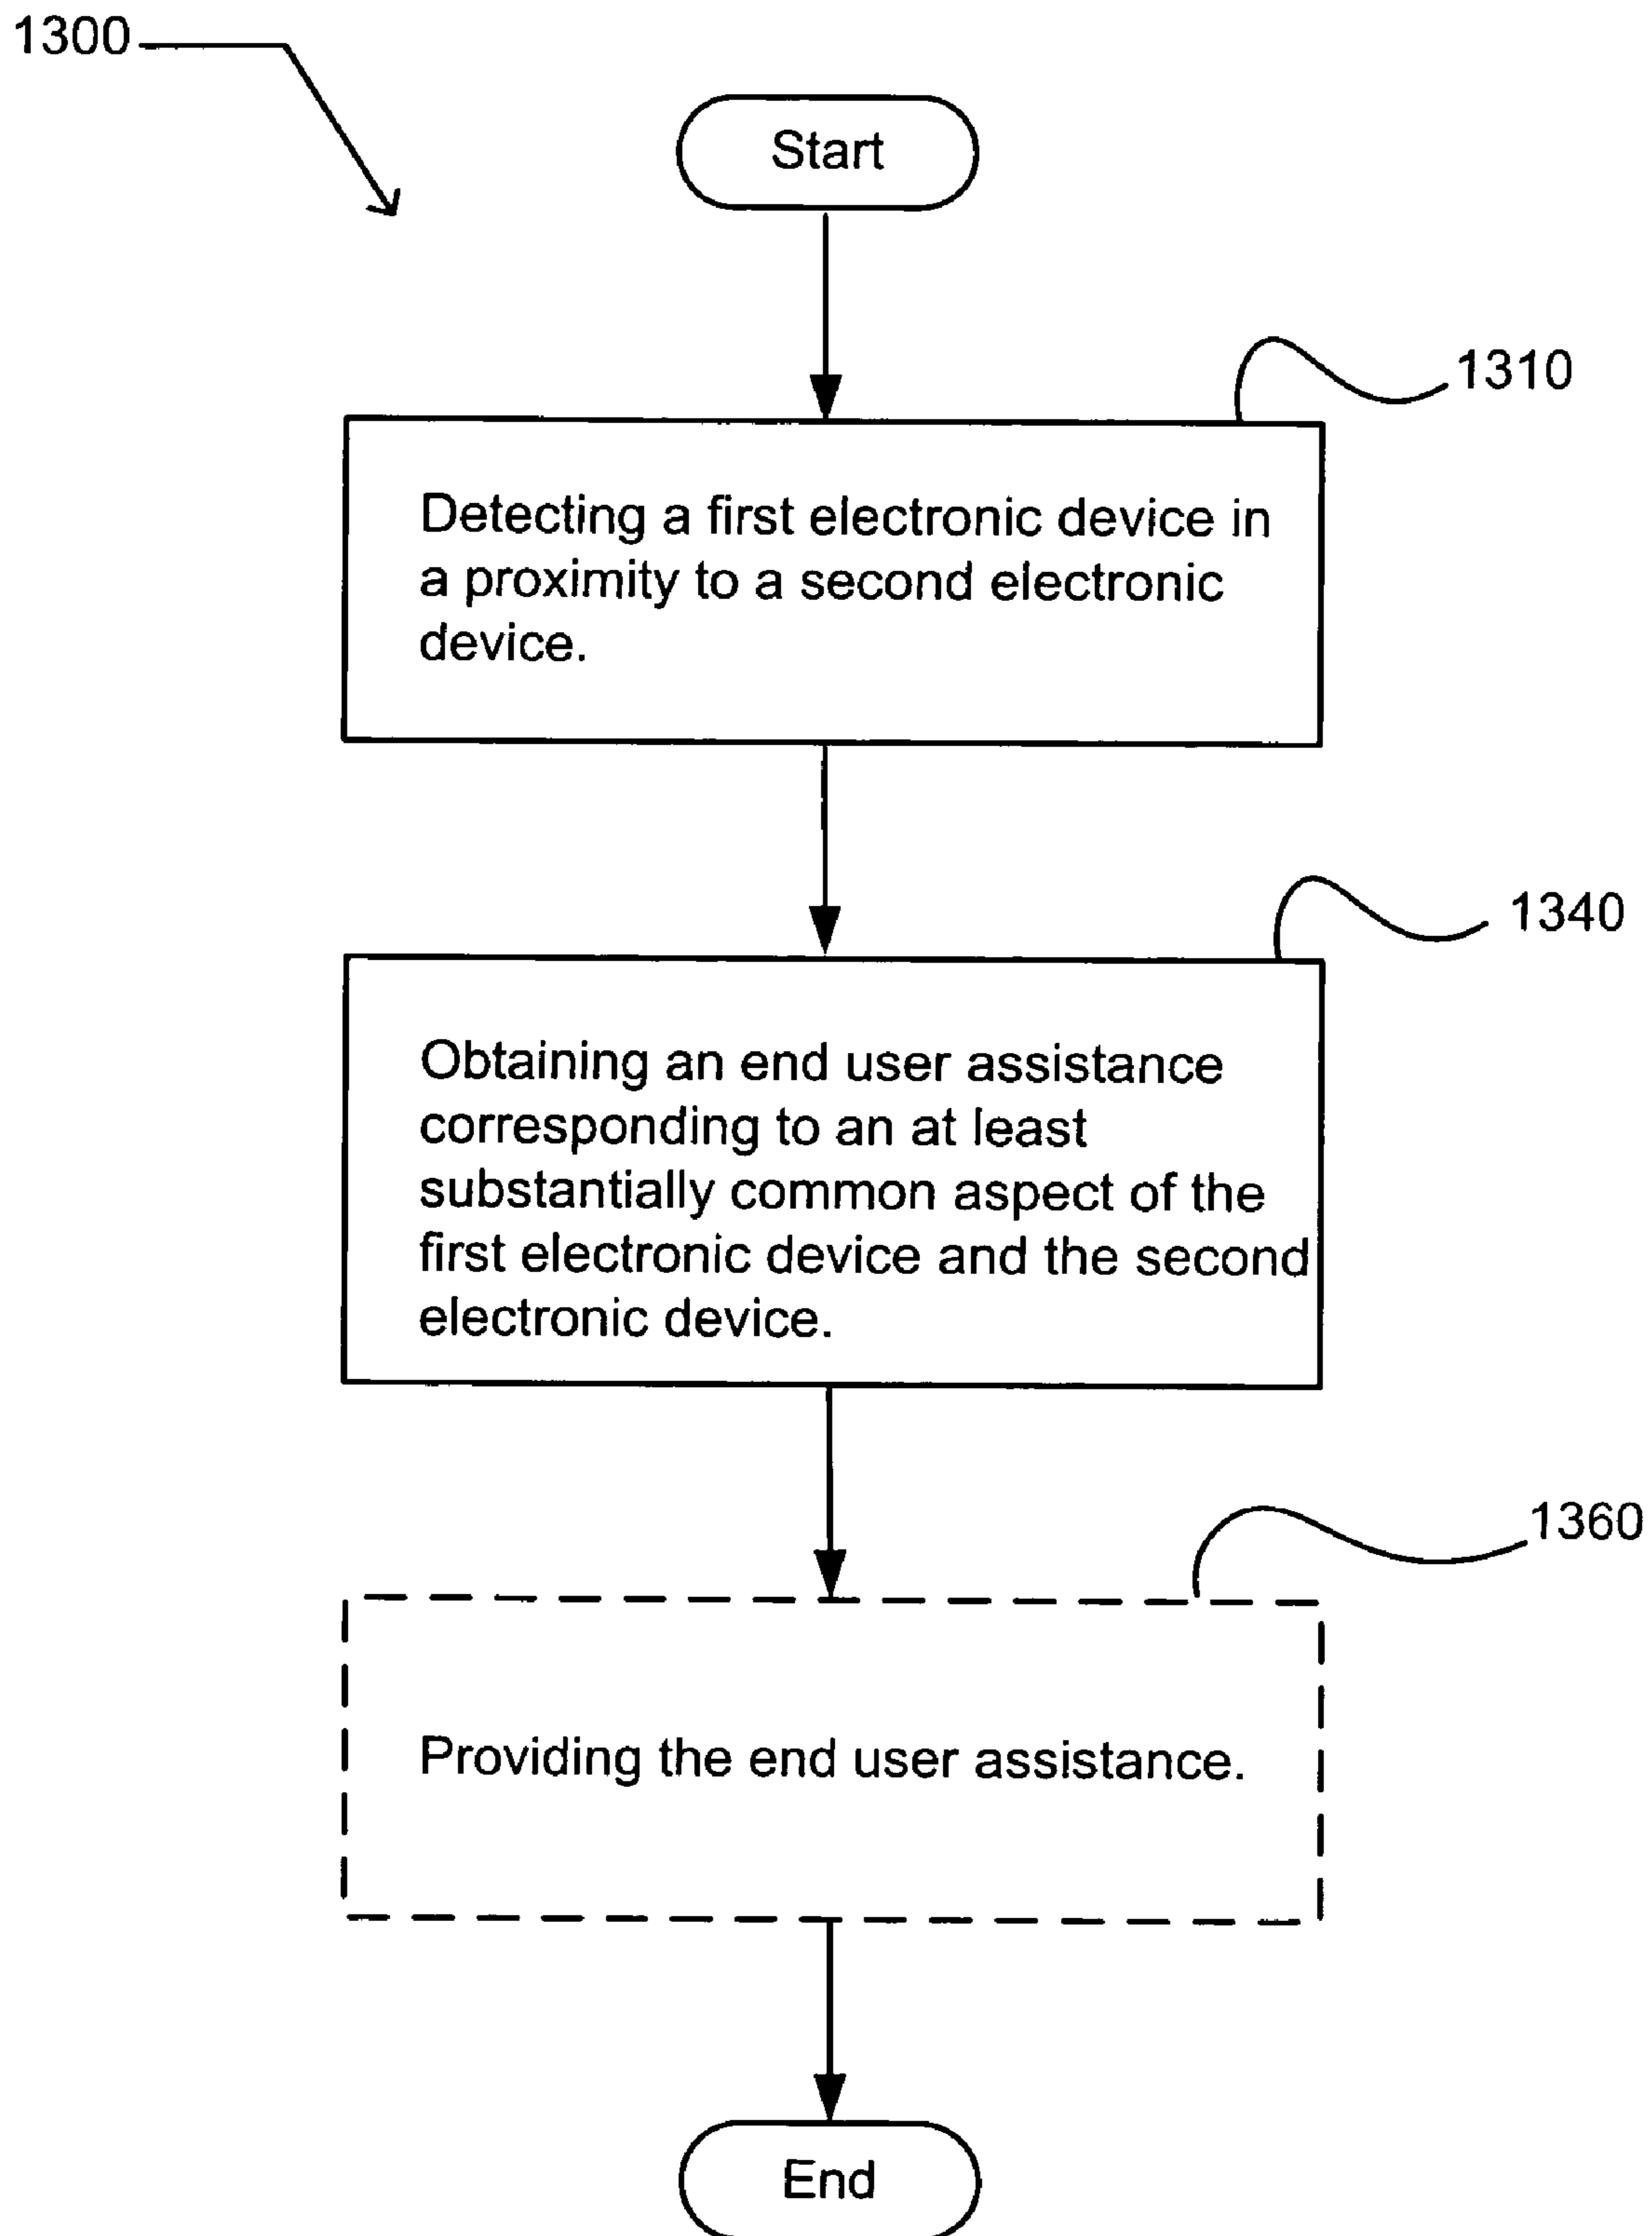 1300
Start
1310
Detecting a first electronic device in
a proximity to a second electronic
device.
1340
Obtaining an end user assistance
corresponding to an at least
substantially common aspect of the
first electronic device and the second
electronic device.
1360
Providing the end user assistance.
End